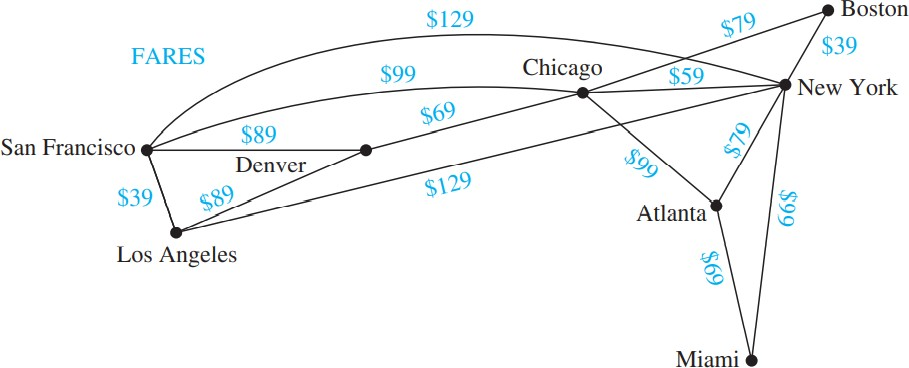 $129
Boston
$79
$39
FARES
Chicago
$99
$59
New York
$69
San Francisco
$89
Denver
$79
$99
$39
$89
$129
$99
Atlanta
Los Angeles
$69
Miami